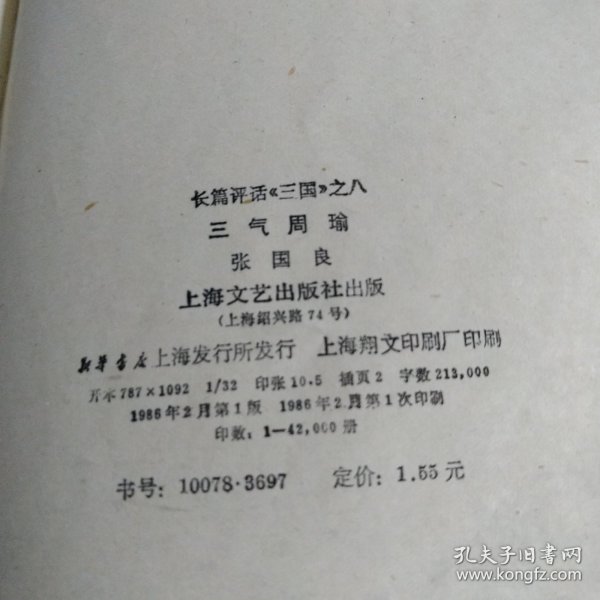 长篇评话《三国》之八
三气周瑜
张国良
上海文艺出版社出版
(上海绍兴路74号)
新华书店上海发行所发行 上海翔文印刷厂印刷
开本787×1092 1/32 印张10.5 插页2 字数213,000
1986年2月第1版 1986年2月第1次印刷
印数：1—42,000册
书号：10078·3697 定价：1.55元
孔夫子旧书网
www.kongfz.com